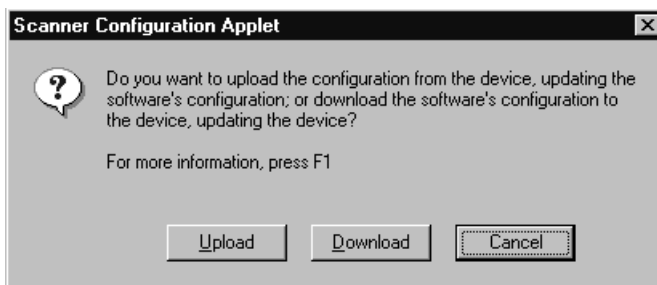 Scanner Configuration Applet
Do you want to upload the configuration from the device, updating the
software's configuration; or download the software's configuration to
the device, updating the device?
For more information, press F1
Upload Download Cancel